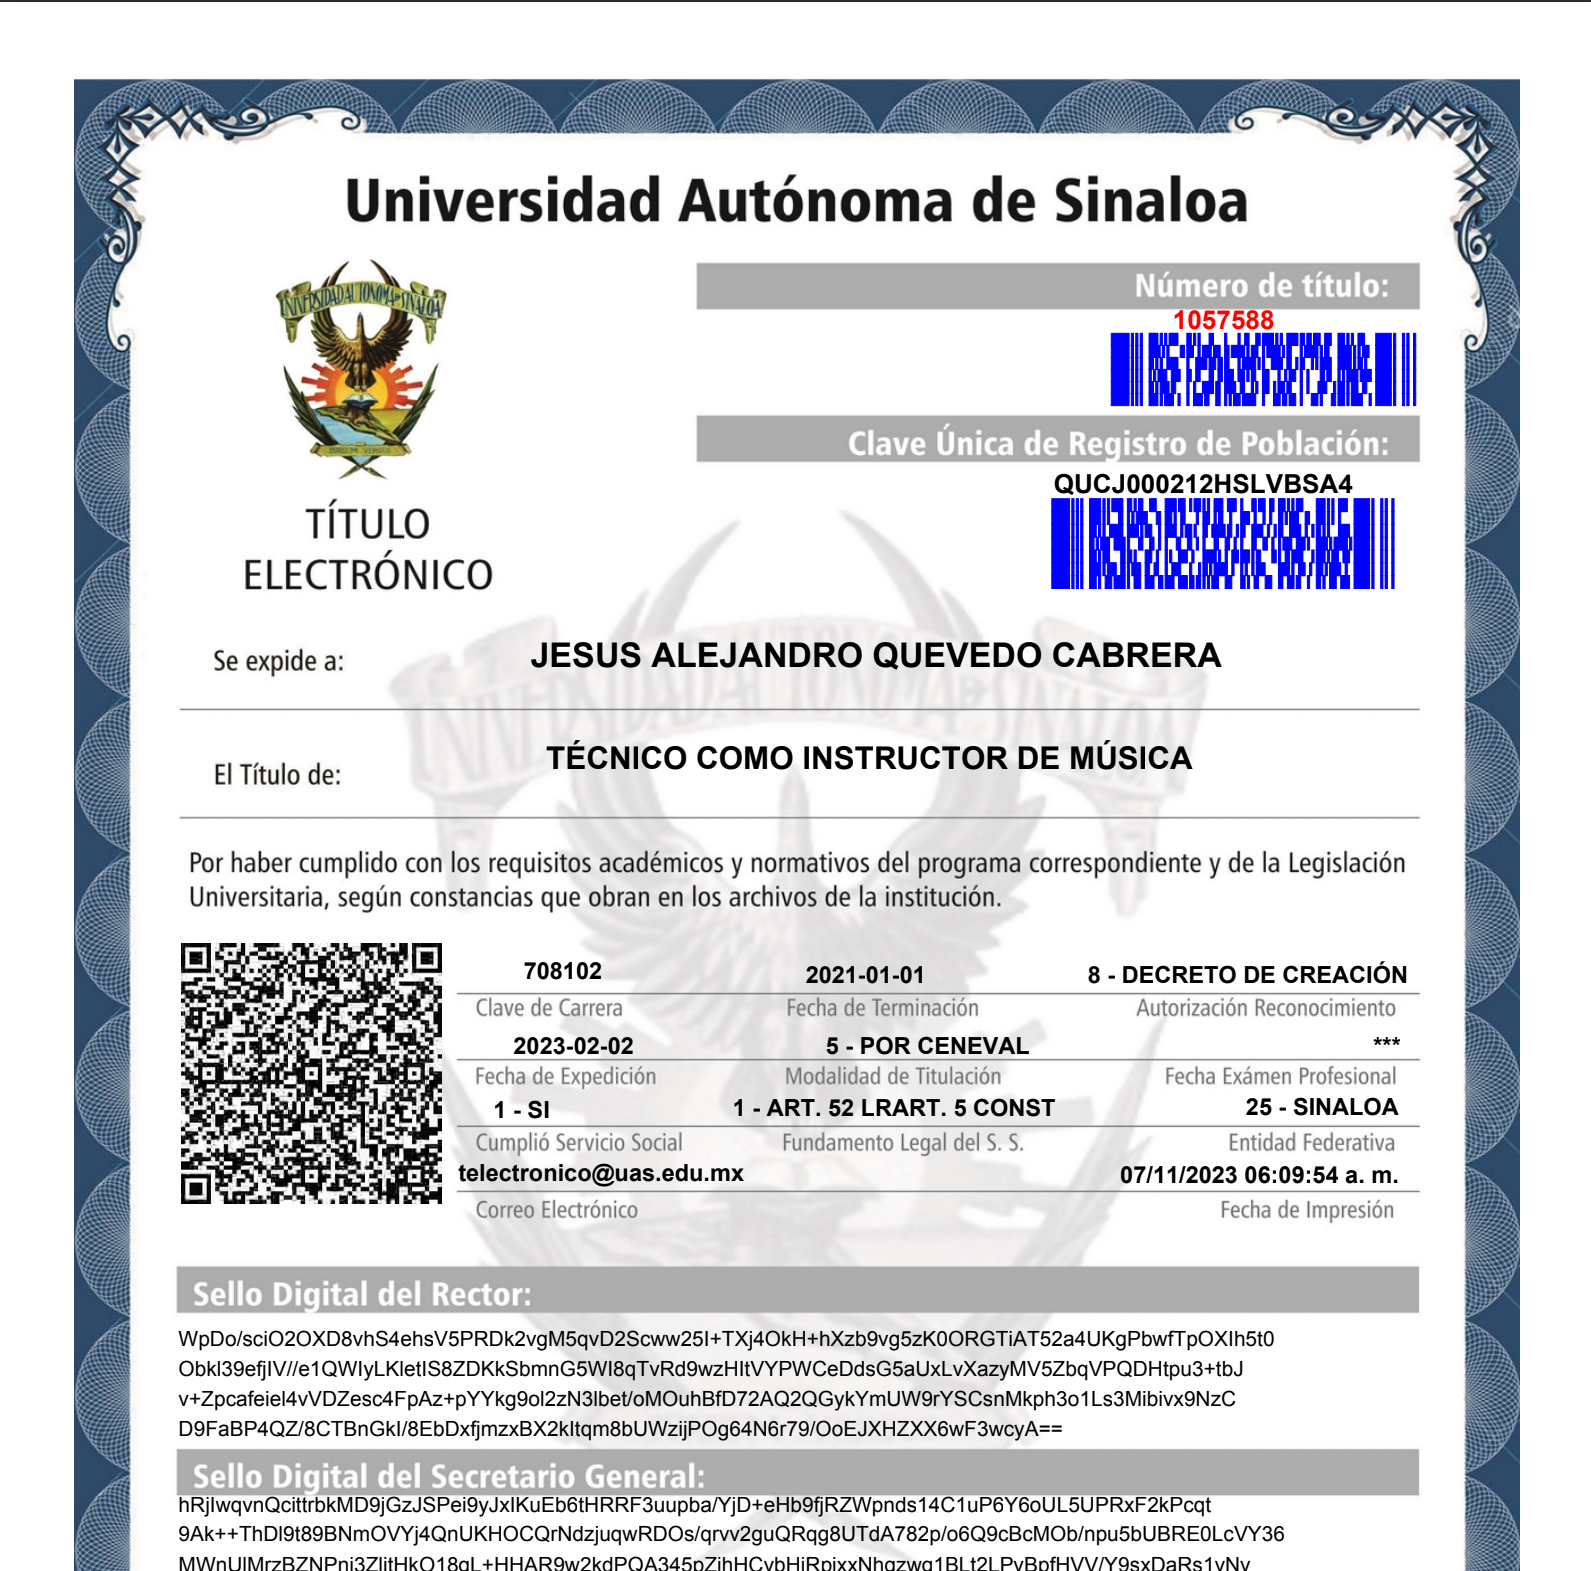 Universidad Autónoma de Sinaloa
UNIVERSIDAD AUTONOMA DE SINALOA
SURSUM VERSUS
TÍTULO
ELECTRÓNICO
Número de título:
1057588
Clave Única de Registro de Población:
QUCJ000212HSLVBSA4
Se expide a: JESUS ALEJANDRO QUEVEDO CABRERA
El Título de: TÉCNICO COMO INSTRUCTOR DE MÚSICA
Por haber cumplido con los requisitos académicos y normativos del programa correspondiente y de la Legislación
Universitaria, según constancias que obran en los archivos de la institución.
708102 2021-01-01 8 - DECRETO DE CREACIÓN
Clave de Carrera Fecha de Terminación Autorización Reconocimiento
2023-02-02 5 - POR CENEVAL ***
Fecha de Expedición Modalidad de Titulación Fecha Exámen Profesional
1 - SI 1 - ART. 52 LRART. 5 CONST 25 - SINALOA
Cumplió Servicio Social Fundamento Legal del S. S. Entidad Federativa
telectronico@uas.edu.mx 07/11/2023 06:09:54 a. m.
Correo Electrónico Fecha de Impresión
Sello Digital del Rector:
WpDo/sciO2OXD8vhS4ehsV5PRDk2vgM5qvD2Scww25I+TXj4OkH+hXzb9vg5zK0ORGTiAT52a4UKgPbwfTpOXIh5t0
Obkl39efjIV//e1QWIyLKletIS8ZDKkSbmnG5WI8qTvRd9wzHItVYPWCeDdsG5aUxLvXazyMV5ZbqVPQDHtpu3+tbJ
v+Zpcafeiel4vVDZesc4FpAz+pYYkg9ol2zN3lbet/oMOuhBfD72AQ2QGykYmUW9rYSCsnMkph3o1Ls3Mibivx9NzC
D9FaBP4QZ/8CTBnGkI/8EbDxfjmzxBX2kItqm8bUWzijPOg64N6r79/OoEJXHZXX6wF3wcyA==
Sello Digital del Secretario General:
hRjIwqvnQcittrbkMD9jGzJSPei9yJxIKuEb6tHRRF3uupba/YjD+eHb9fjRZWpnds14C1uP6Y6oUL5UPRxF2kPcqt
9Ak++ThDl9t89BNmOVYj4QnUKHOCQrNdzjuqwRDOs/qrvv2guQRqg8UTdA782p/o6Q9cBcMOb/npu5bUBRE0LcVY36
MWnUlMrzBZNPni3ZlitHkO18gL+HHAR9w2kdPQA345pZihHCvbHiRpixxNhgzwg1BLt2LPvBpfHVV/Y9sxDaRs1vNv